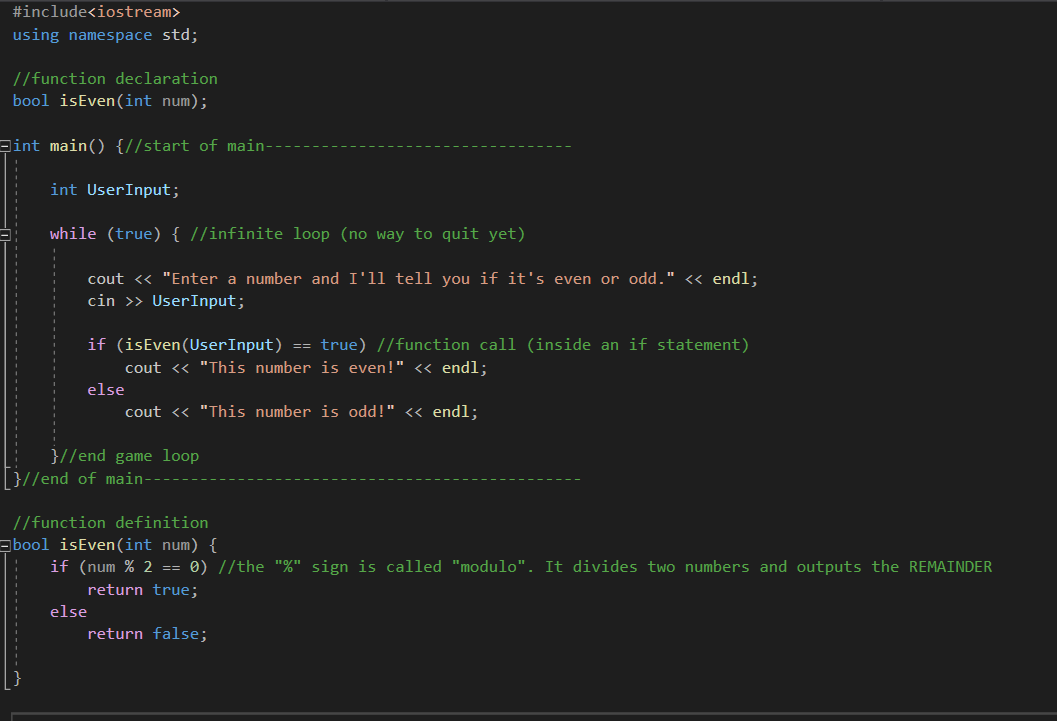 #include<iostream>
using namespace std;
//function declaration
bool isEven(int num);
int main() {//start of main---------------------------------
int UserInput;
while (true) { //infinite loop (no way to quit yet)
cout << "Enter a number and I'll tell you if it's even or odd." << endl;
cin >> UserInput;
if (isEven(UserInput) == true) //function call (inside an if statement)
cout << "This number is even!" << endl;
else
cout << "This number is odd!" << endl;
}//end game loop
}//end of main-----------------------------------------------
//function definition
bool isEven(int num) {
if (num % 2 == 0) //the "%" sign is called "modulo". It divides two numbers and outputs the REMAINDER
return true;
else
return false;
}